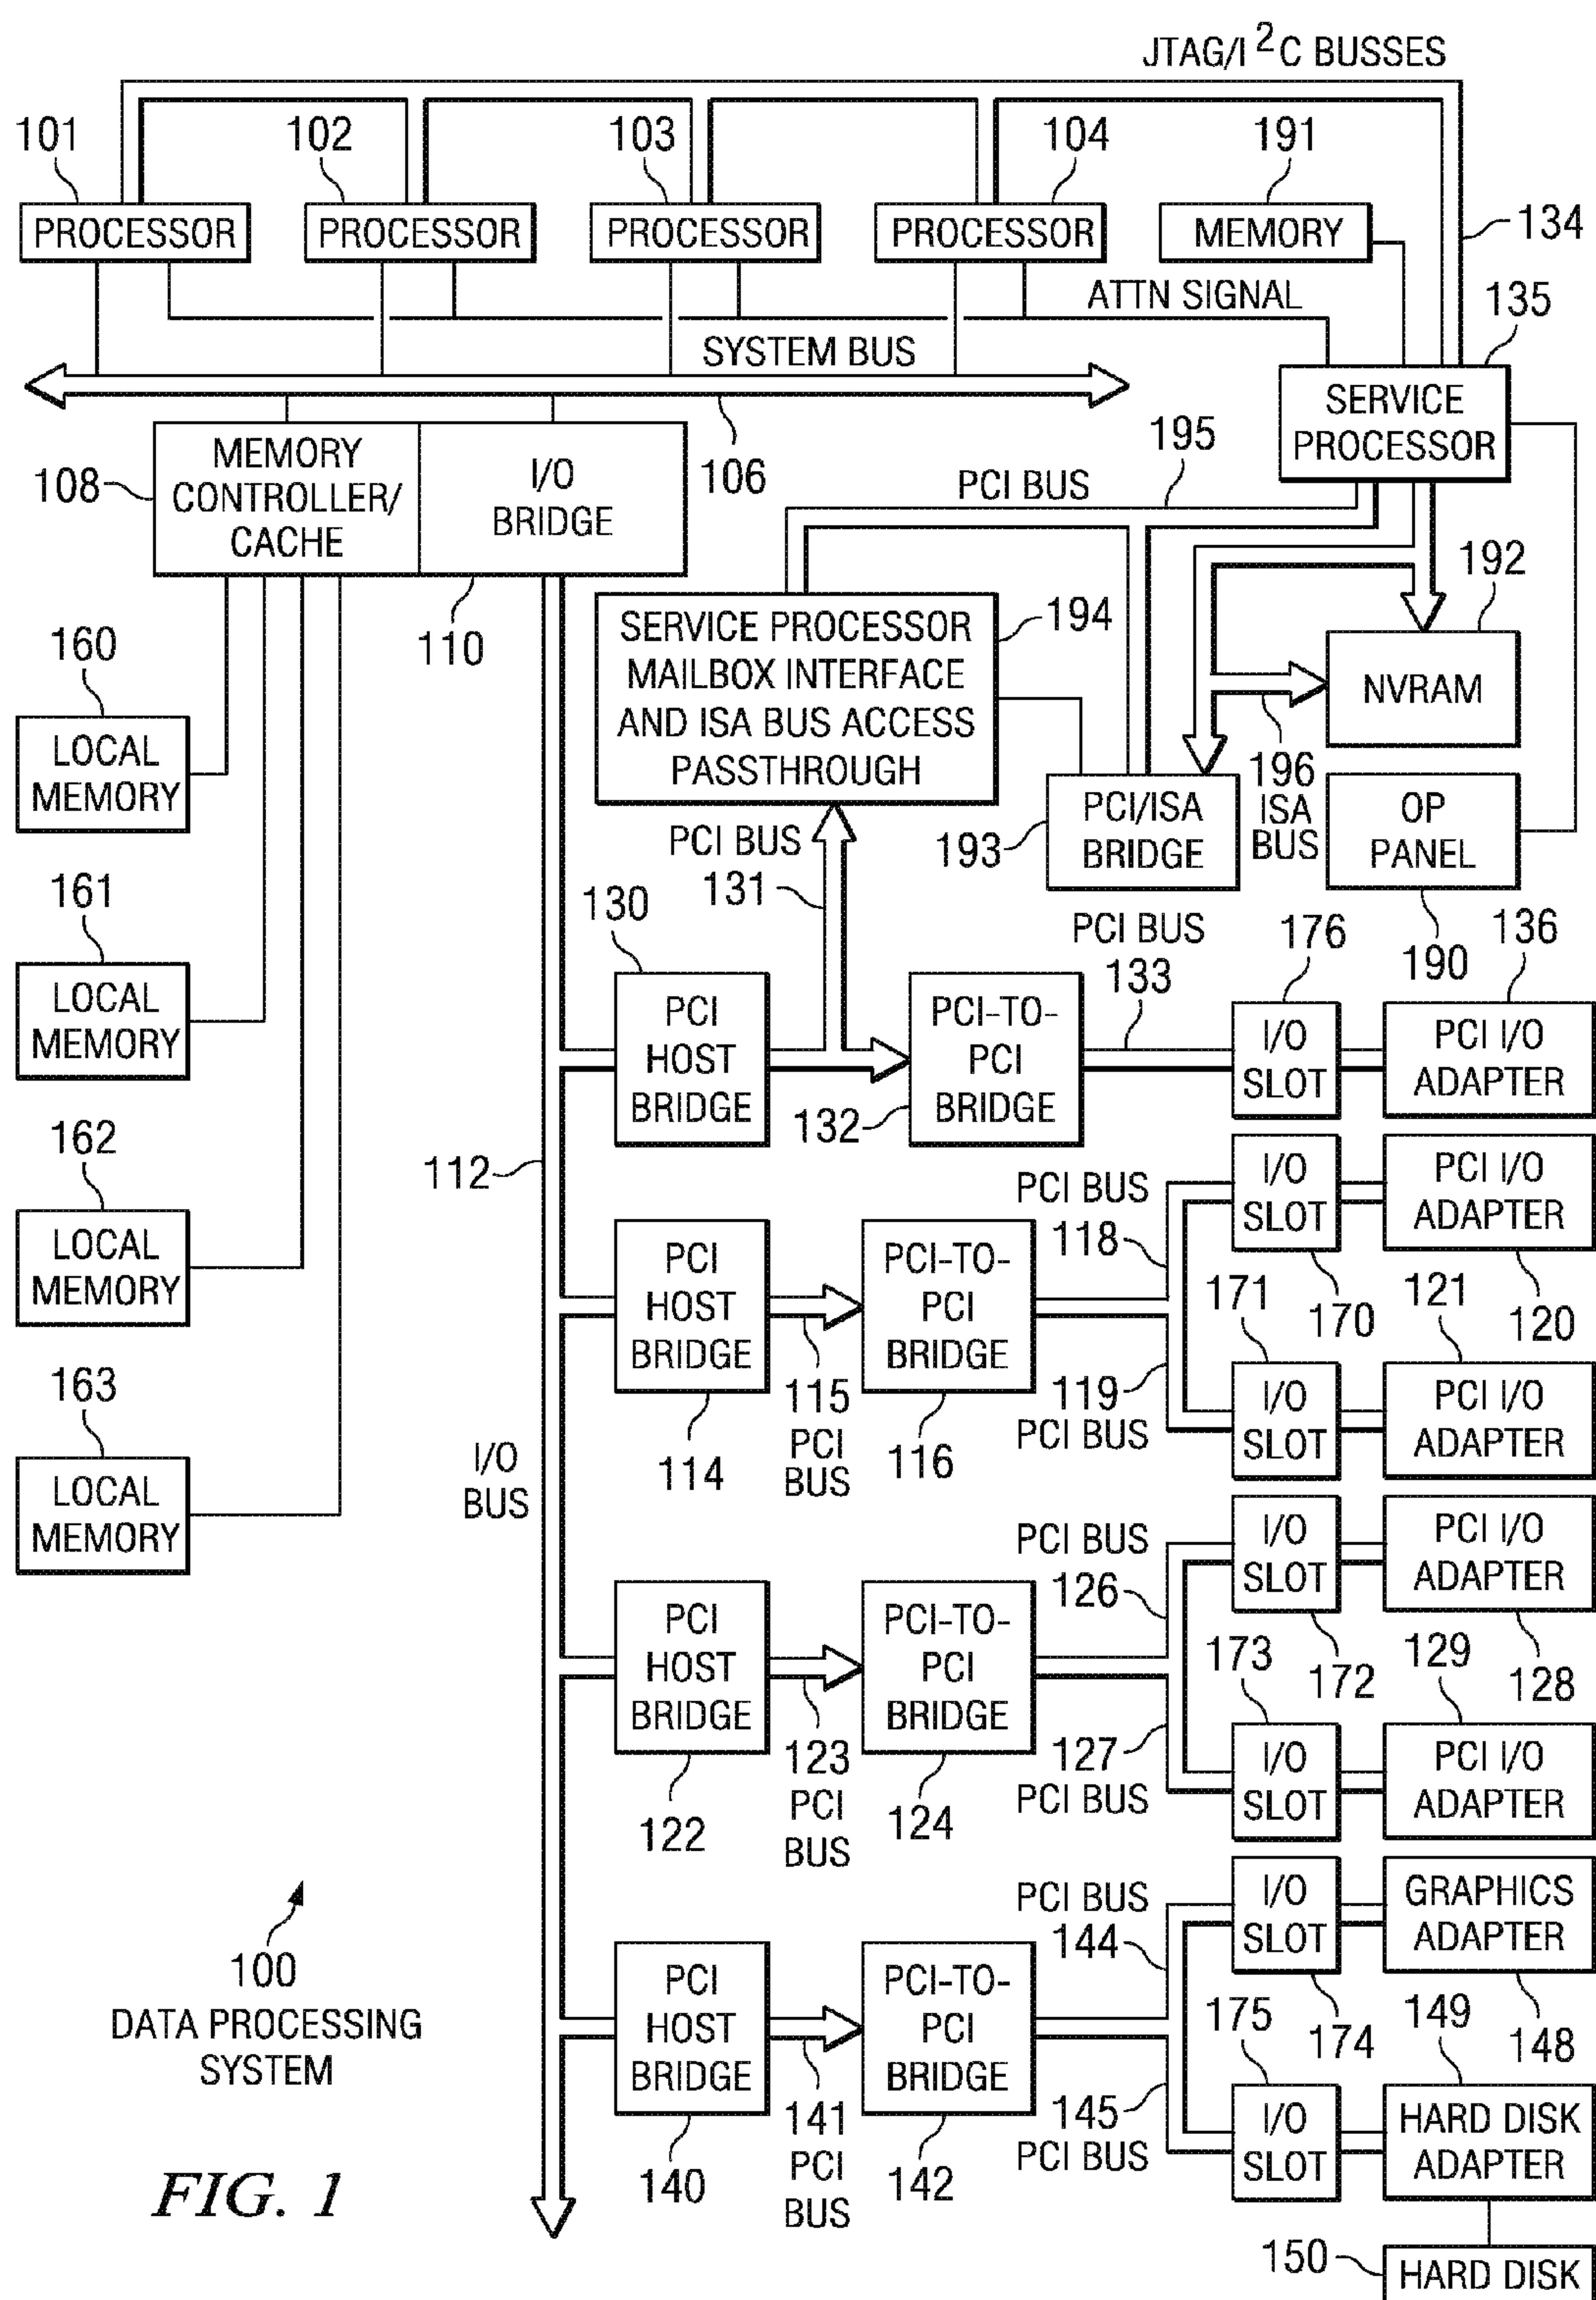 JTAG/I 2C BUSSES
101
102
103
104
191
PROCESSOR
PROCESSOR
PROCESSOR
PROCESSOR
MEMORY
134
ATTN SIGNAL
135
SYSTEM BUS
SERVICE
PROCESSOR
108
MEMORY
CONTROLLER/
CACHE
I/O
BRIDGE
106
195
PCI BUS
110
192
SERVICE PROCESSOR
MAILBOX INTERFACE
AND ISA BUS ACCESS
PASSTHROUGH
194
NVRAM
160
LOCAL
MEMORY
196
ISA
BUS
PCI/ISA
BRIDGE
193
OP
PANEL
190
PCI BUS
131
161
LOCAL
MEMORY
130
PCI
HOST
BRIDGE
PCI-TO-
PCI
BRIDGE
132
PCI BUS
133
176
I/O
SLOT
136
PCI I/O
ADAPTER
162
LOCAL
MEMORY
112
PCI BUS
118
I/O
SLOT
170
PCI I/O
ADAPTER
120
PCI
HOST
BRIDGE
114
115
PCI
BUS
PCI-TO-
PCI
BRIDGE
116
119
PCI BUS
171
I/O
SLOT
121
PCI I/O
ADAPTER
163
LOCAL
MEMORY
I/O
BUS
PCI BUS
126
I/O
SLOT
172
PCI I/O
ADAPTER
128
PCI
HOST
BRIDGE
122
123
PCI
BUS
PCI-TO-
PCI
BRIDGE
124
127
PCI BUS
173
I/O
SLOT
129
PCI I/O
ADAPTER
100
DATA PROCESSING
SYSTEM
PCI BUS
144
I/O
SLOT
174
GRAPHICS
ADAPTER
148
PCI
HOST
BRIDGE
140
141
PCI
BUS
PCI-TO-
PCI
BRIDGE
142
145
PCI BUS
175
I/O
SLOT
149
HARD DISK
ADAPTER
150
HARD DISK
FIG. 1